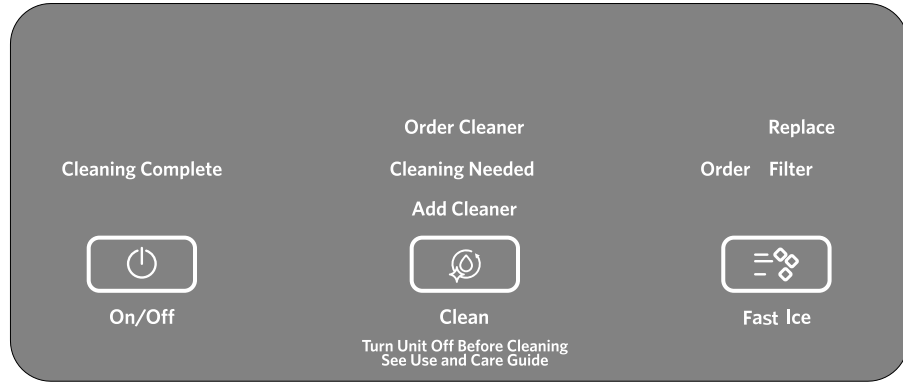 Order Cleaner
Replace
Cleaning Complete
Cleaning Needed
Order Filter
Add Cleaner
On/Off
Clean
Fast Ice
Turn Unit Off Before Cleaning
See Use and Care Guide